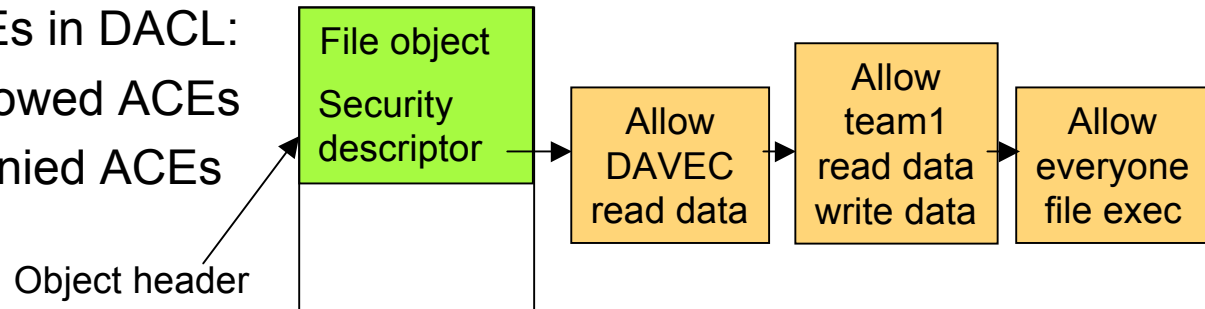 Es in DACL:
owed ACEs
nied ACEs
Object header
File object
Security
descriptor
Allow
DAVEC
read data
Allow
team1
read data
write data
Allow
everyone
file exec